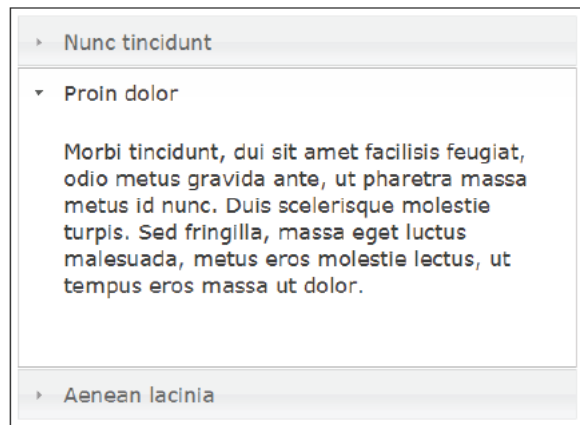 Nunc tincidunt
Proin dolor
Morbi tincidunt, dui sit amet facilisis feugiat,
odio metus gravida ante, ut pharetra massa
metus id nunc. Duis scelerisque molestie
turpis. Sed fringilla, massa eget luctus
malesuada, metus eros molestie lectus, ut
tempus eros massa ut dolor.
Aenean lacinia